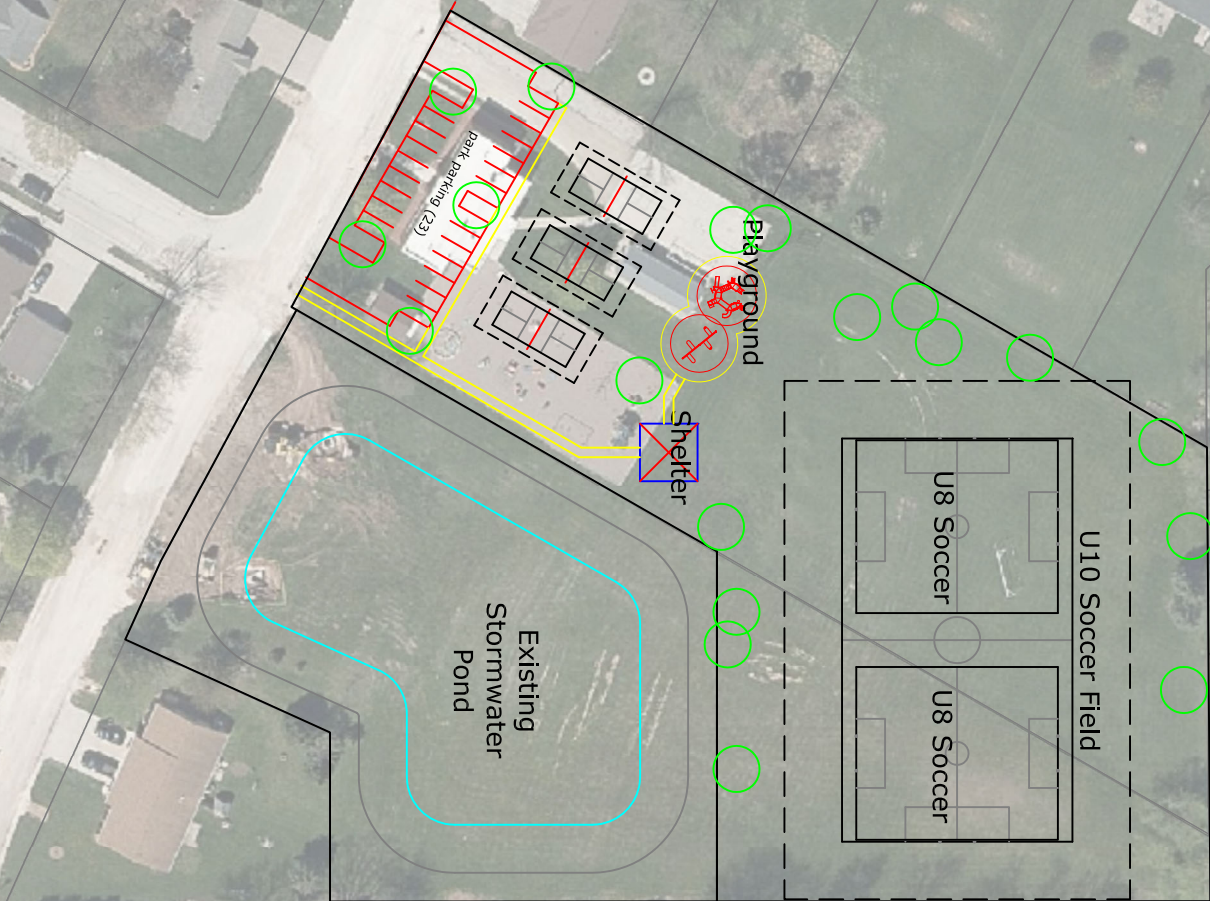 park parking (23)
Playground
Shelter
U8 Soccer
U10 Soccer Field
U8 Soccer
Existing
Stormwater
Pond